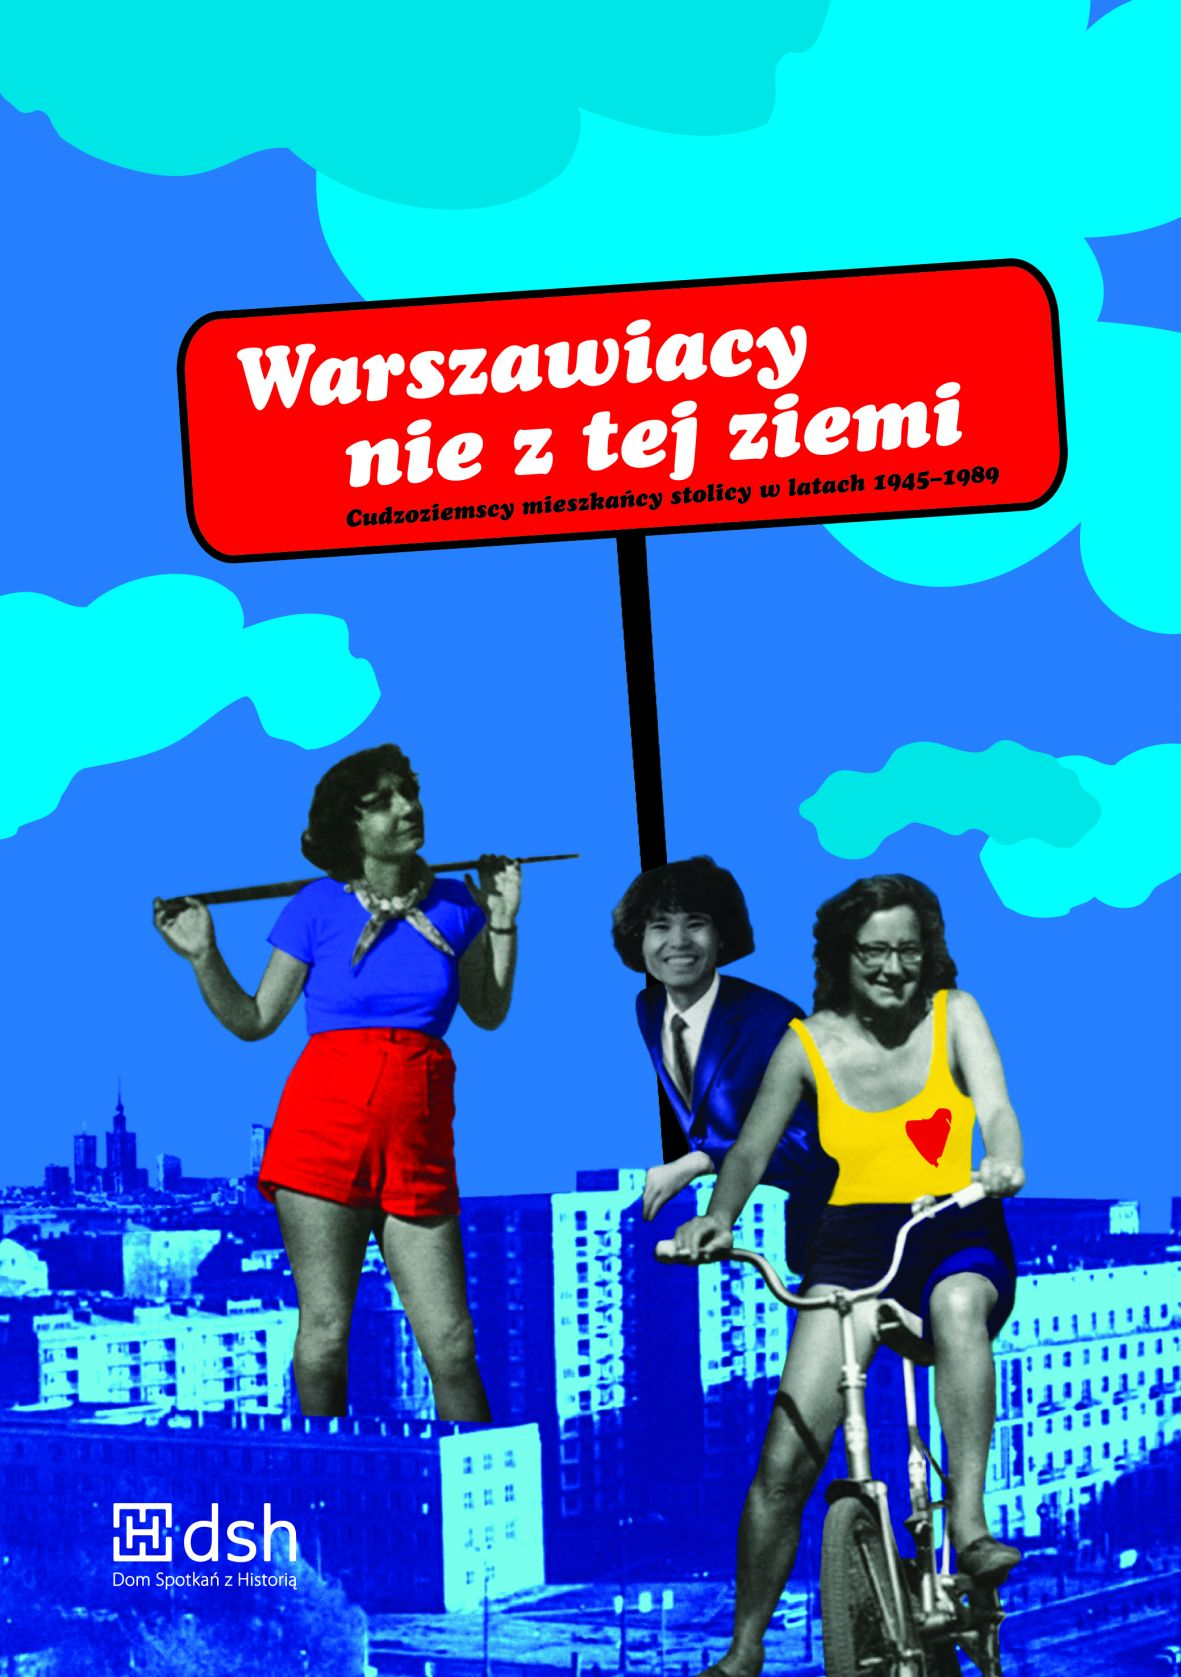 Warszawiacy
nie z tej ziemi
Cudzoziemscy mieszkańcy stolicy w latach 1945–1989
H dsh
Dom Spotkań z Historią